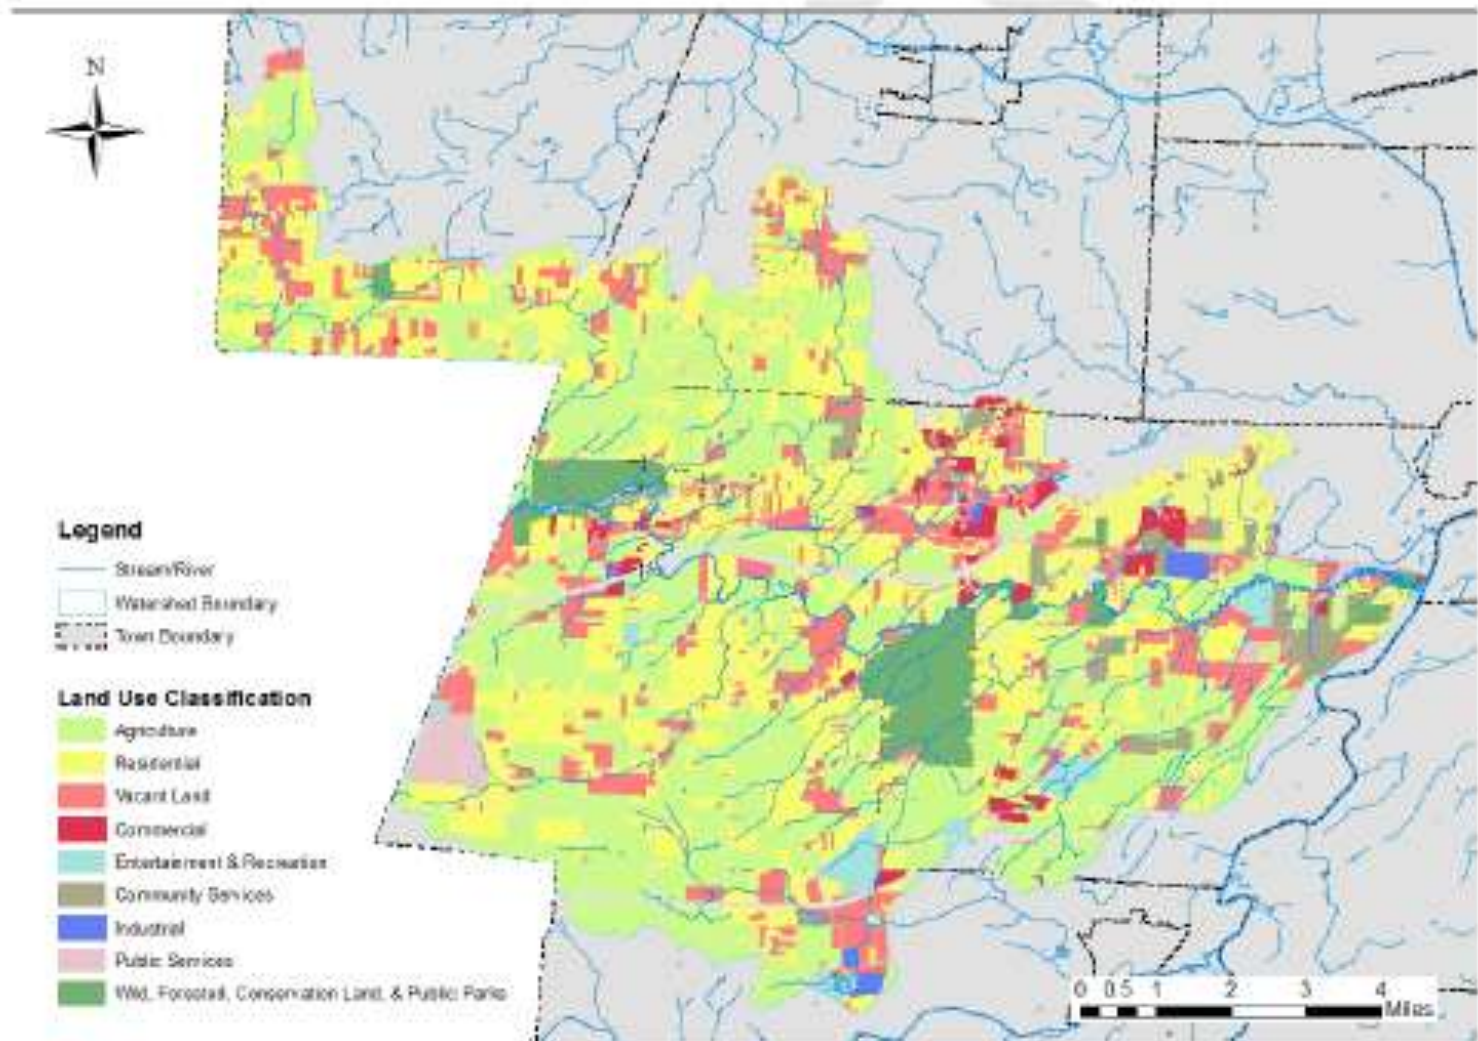 N
Legend
Stream/River
Watershed Boundary
Town Boundary
Land Use Classification
Agriculture
Residential
Vacant Land
Commercial
Entertainment & Recreation
Community Services
Industrial
Public Services
Wild, Forested, Conservation Land, & Public Parks
0 0.5 1 2 3 4
Miles